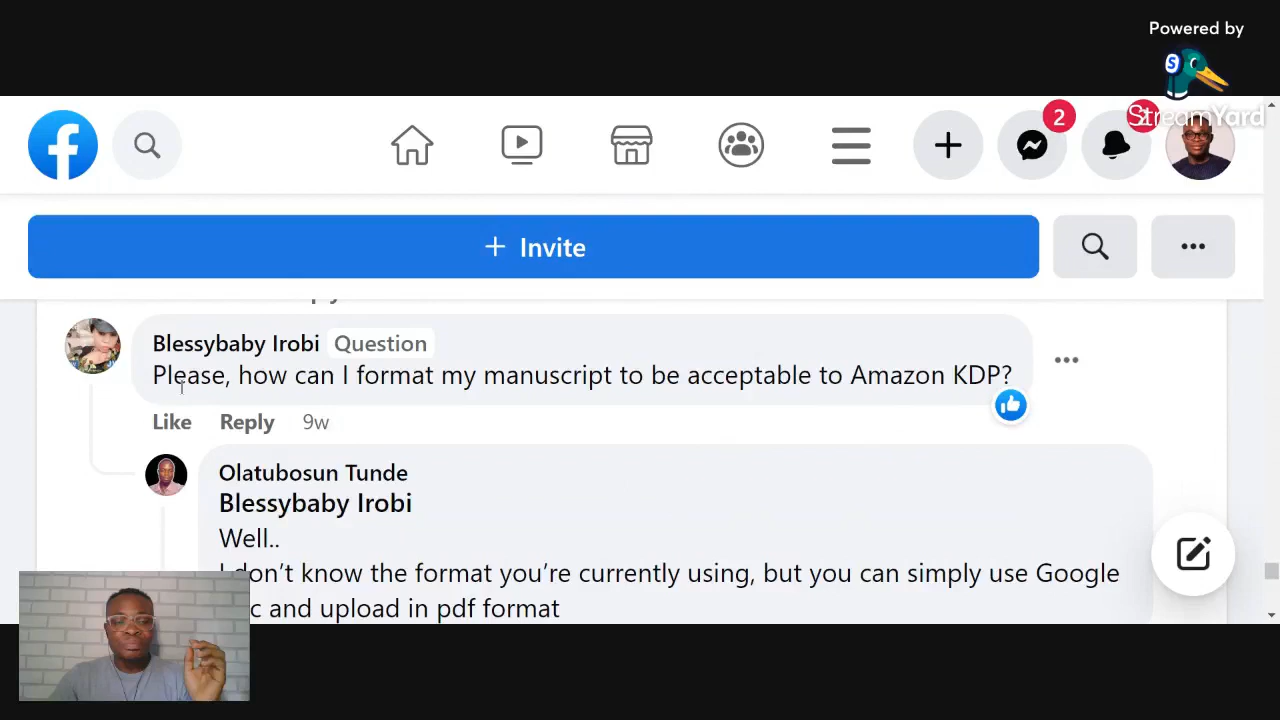 Powered by
StreamYard
2
+ Invite
Blessybaby Irobi Question
Please, how can I format my manuscript to be acceptable to Amazon KDP?
Like Reply 9w
Olatubosun Tunde
Blessybaby Irobi
Well..
I don't know the format you're currently using, but you can simply use Google
and upload in pdf format